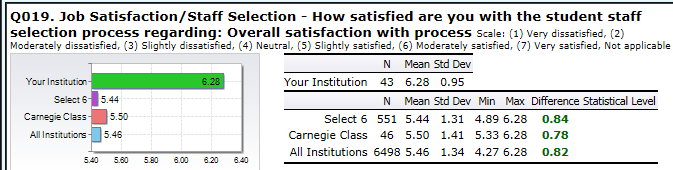 Q019. Job Satisfaction/Staff Selection - How satisfied are you with the student staff
selection process regarding: Overall satisfaction with process Scale: (1) Very dissatisfied, (2)
Moderately dissatisfied, (3) Slightly dissatisfied, (4) Neutral, (5) Slightly satisfied, (6) Moderately satisfied, (7) Very satisfied, Not applicable
Your Institution 6.28
Select 6 5.44
Carnegie Class 5.50
All Institutions 5.46
5.40 5.60 5.80 6.00 6.20 6.40
N Mean Std Dev
Your Institution 43 6.28 0.95
N Mean Std Dev Min Max Difference Statistical Level
Select 6 551 5.44 1.31 4.89 6.28 0.84
Carnegie Class 46 5.50 1.41 5.33 6.28 0.78
All Institutions 6498 5.46 1.34 4.27 6.28 0.82